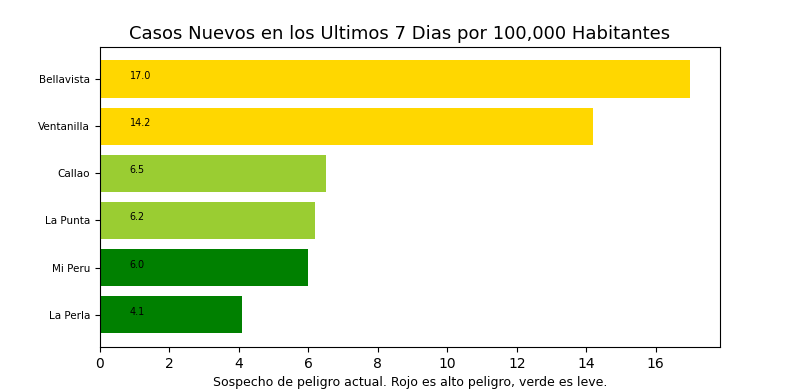 Casos Nuevos en los Ultimos 7 Dias por 100,000 Habitantes
Bellavista 17.0
Ventanilla 14.2
Callao 6.5
La Punta 6.2
Mi Peru 6.0
La Perla 4.1
0 2 4 6 8 10 12 14 16
Sospecho de peligro actual. Rojo es alto peligro, verde es leve.